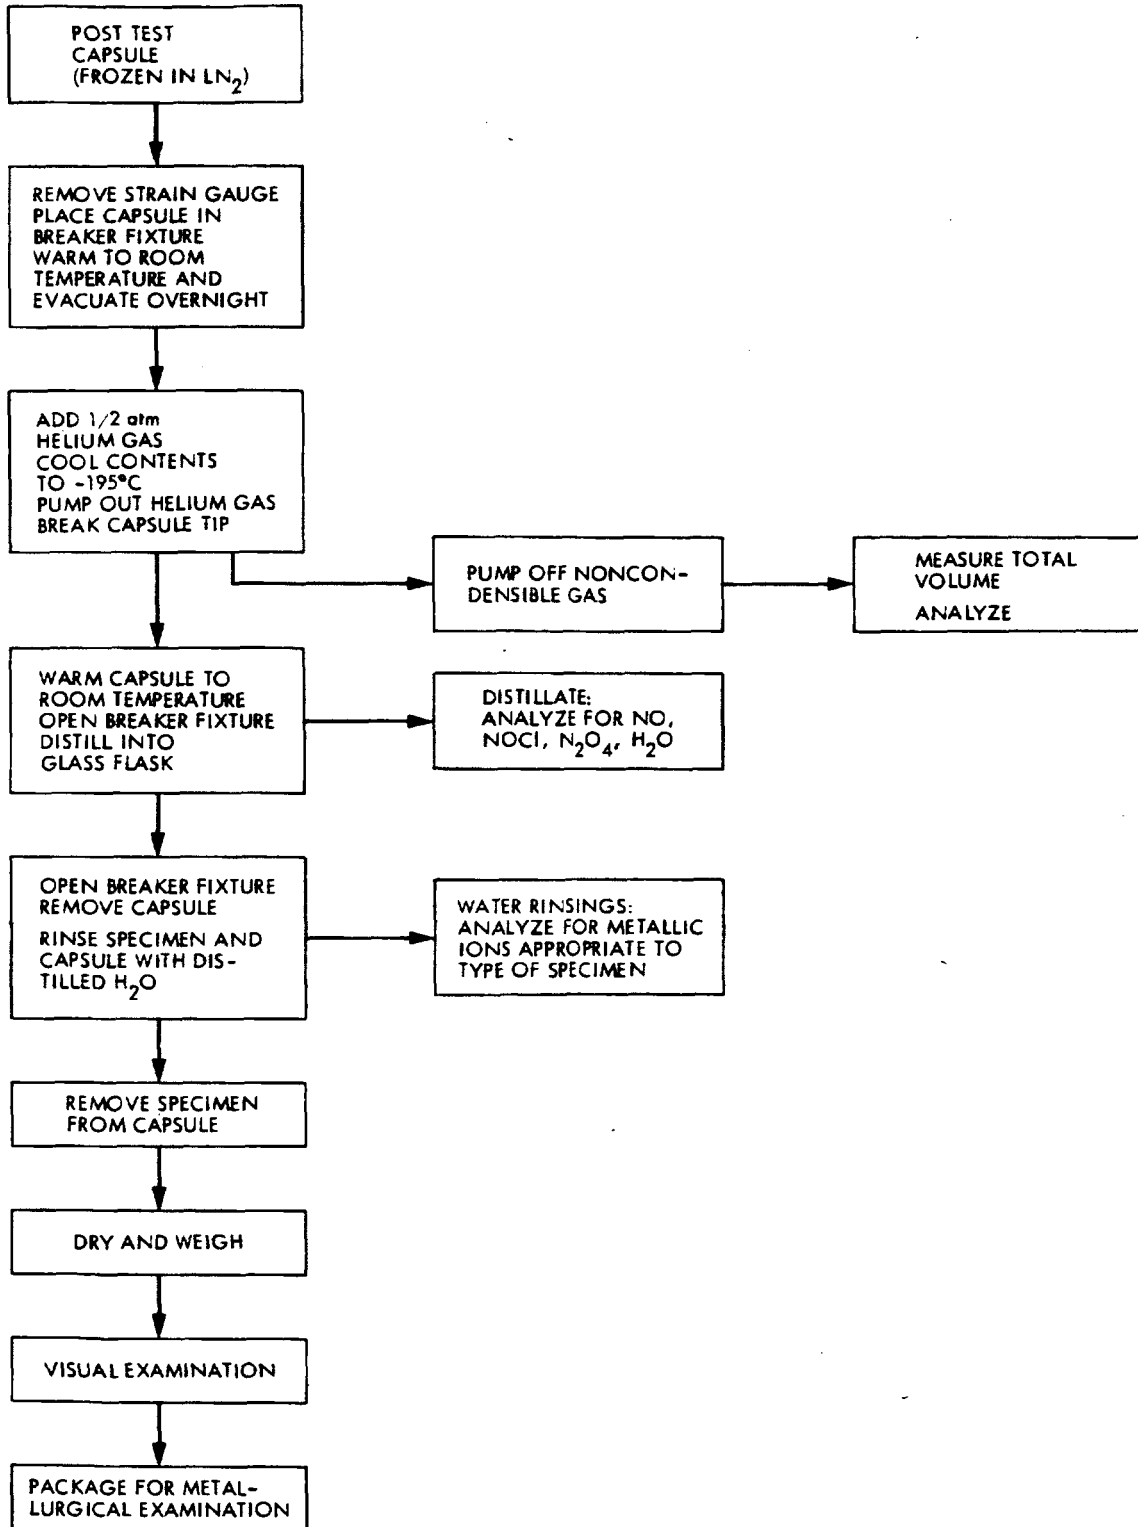 POST TEST
CAPSULE
(FROZEN IN LN₂)
REMOVE STRAIN GAUGE
PLACE CAPSULE IN
BREAKER FIXTURE
WARM TO ROOM
TEMPERATURE AND
EVACUATE OVERNIGHT
ADD 1/2 atm
HELIUM GAS
COOL CONTENTS
TO -195°C
PUMP OUT HELIUM GAS
BREAK CAPSULE TIP
PUMP OFF NONCON-
DENSIBLE GAS
MEASURE TOTAL
VOLUME
ANALYZE
WARM CAPSULE TO
ROOM TEMPERATURE
OPEN BREAKER FIXTURE
DISTILL INTO
GLASS FLASK
DISTILLATE:
ANALYZE FOR NO,
NOCl, N₂O₄, H₂O
OPEN BREAKER FIXTURE
REMOVE CAPSULE
RINSE SPECIMEN AND
CAPSULE WITH DIS-
TILLED H₂O
WATER RINSINGS:
ANALYZE FOR METALLIC
IONS APPROPRIATE TO
TYPE OF SPECIMEN
REMOVE SPECIMEN
FROM CAPSULE
DRY AND WEIGH
VISUAL EXAMINATION
PACKAGE FOR METAL-
LURGICAL EXAMINATION